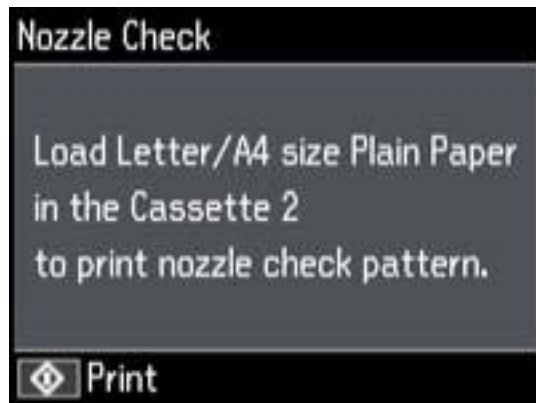 Nozzle Check
Load Letter/A4 size Plain Paper
in the Cassette 2
to print nozzle check pattern.
Print